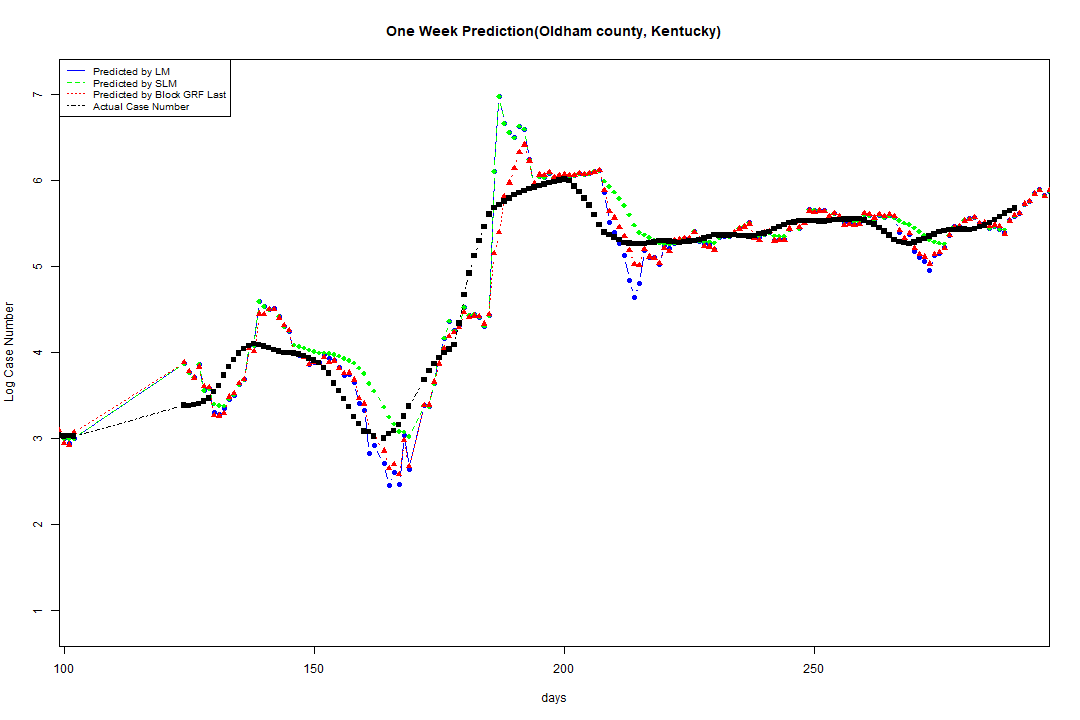 One Week Prediction(Oldham county, Kentucky)
Predicted by LM
Predicted by SLM
Predicted by Block GRF Last
Actual Case Number
7
6
5
4
3
2
1
Log Case Number
100 150 200 250
days